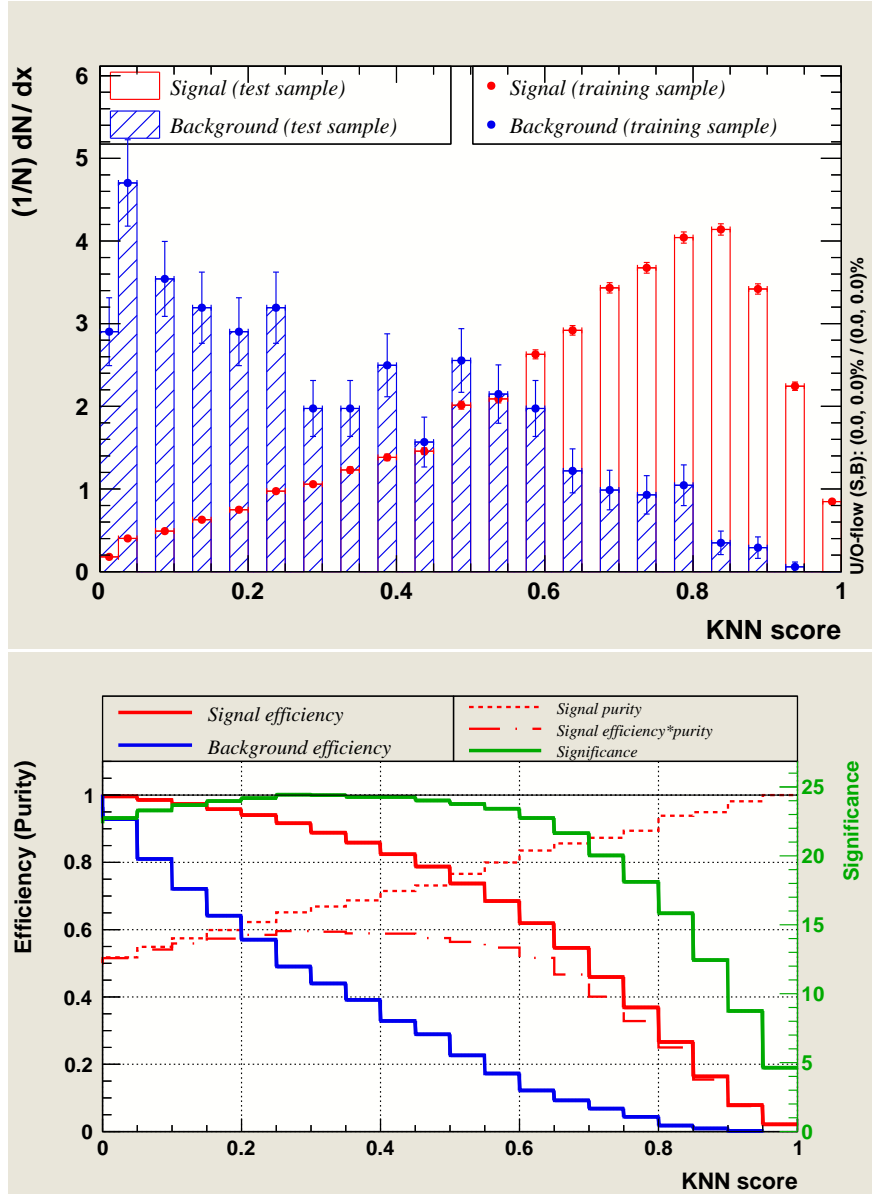 (1/N) dN/ dx
Signal (test sample)
Background (test sample)
Signal (training sample)
Background (training sample)
6
5
4
3
2
1
0
0 0.2 0.4 0.6 0.8 1
KNN score
U/O-flow (S,B): (0.0, 0.0)% / (0.0, 0.0)%
Signal efficiency
Background efficiency
Signal purity
Signal efficiency*purity
Significance
Efficiency (Purity)
1
0.8
0.6
0.4
0.2
0
0 0.2 0.4 0.6 0.8 1
KNN score
25
20
15
10
5
0
Significance